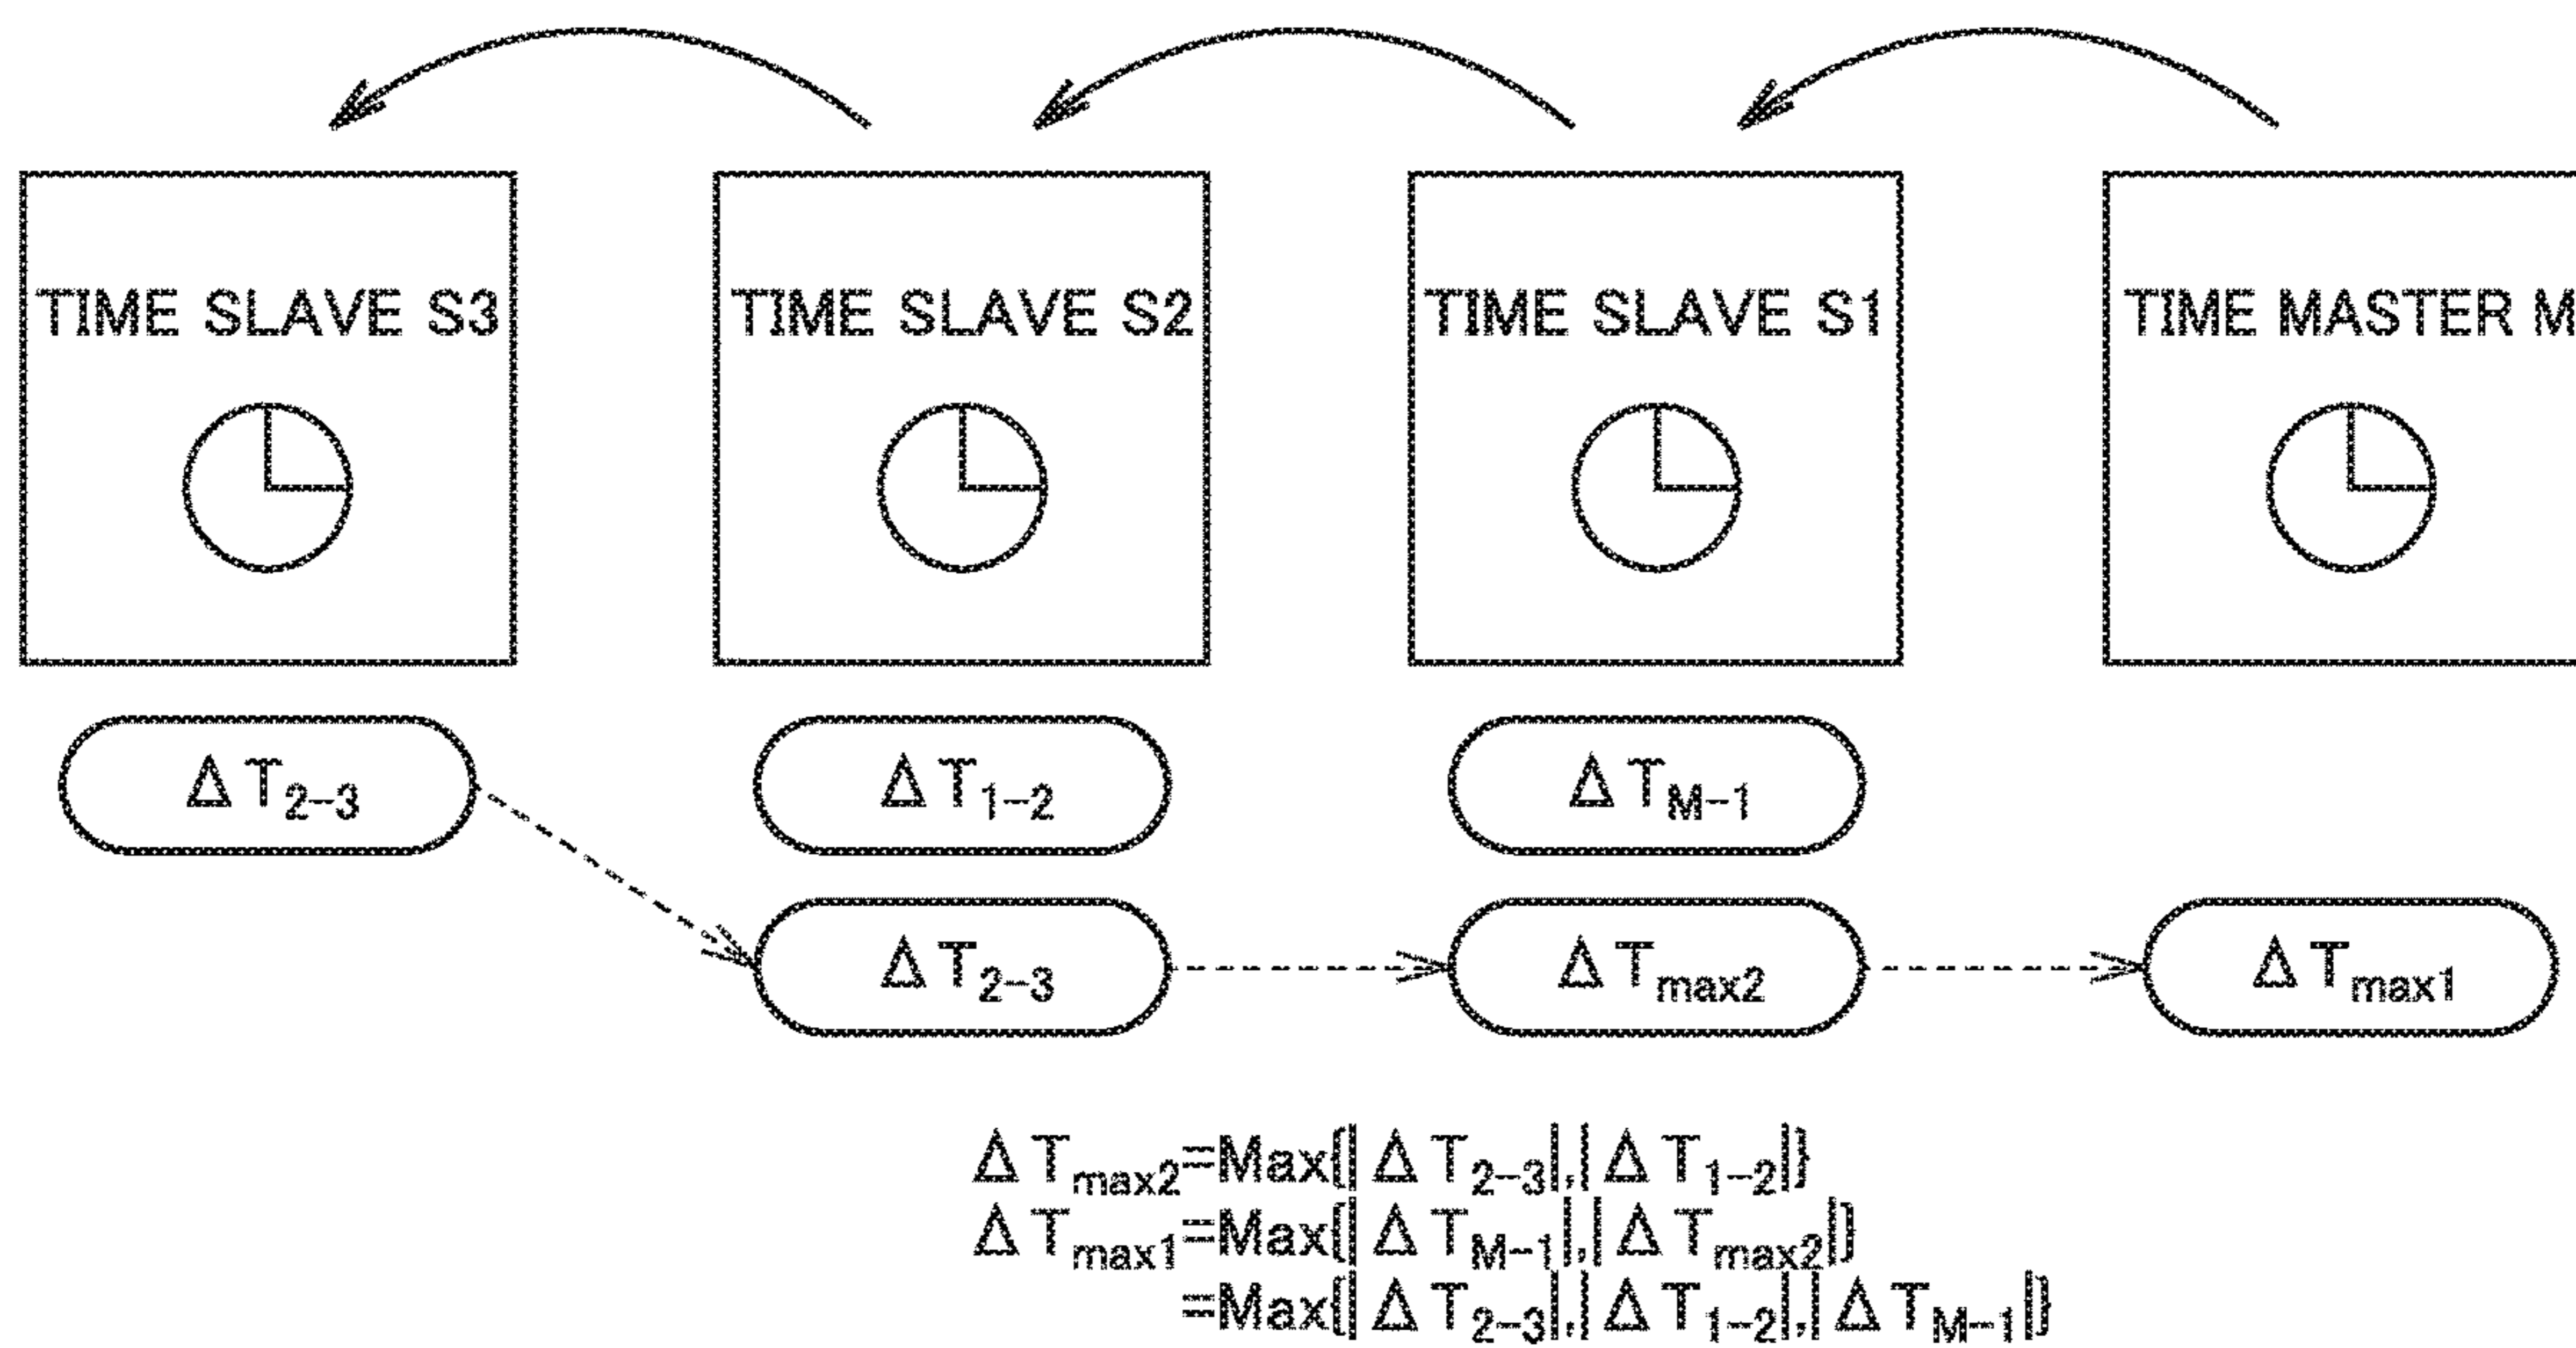 TIME SLAVE S3 TIME SLAVE S2 TIME SLAVE S1 TIME MASTER M
ΔT2-3 ΔT1-2 ΔTM-1
ΔT2-3 ΔTmax2 ΔTmax1
ΔTmax2=Max{|ΔT2-3|,|ΔT1-2|}
ΔTmax1=Max{|ΔTM-1|,|ΔTmax2|}
=Max{|ΔT2-3|,|ΔT1-2|,|ΔTM-1|}